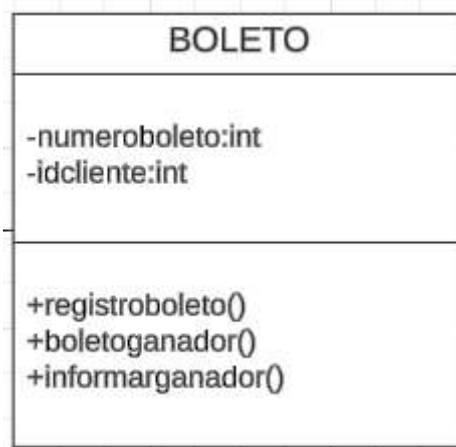 BOLETO
-numeroboleto:int
-idcliente:int
+registroboleto()
+boletoganador()
+informarganador()